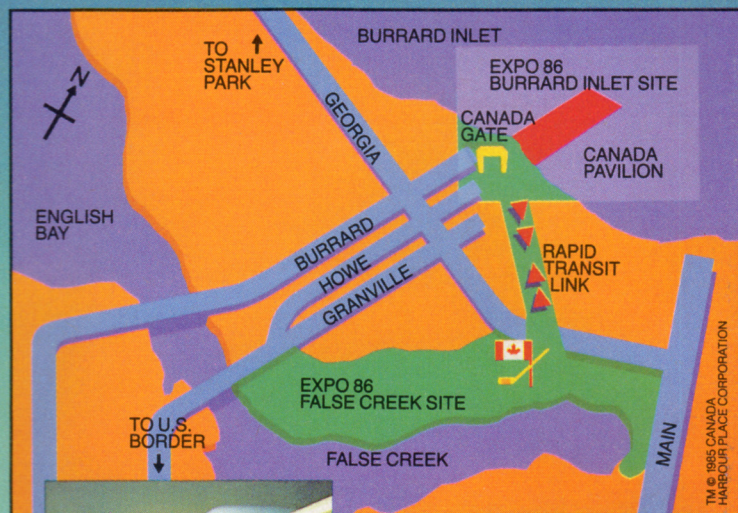 BURRARD INLET
TO
STANLEY
PARK
N
EXPO 86
BURRARD INLET SITE
GEORGIA
CANADA
GATE
CANADA
PAVILION
ENGLISH
BAY
BURRARD
HOWE
GRANVILLE
RAPID
TRANSIT
LINK
EXPO 86
FALSE CREEK SITE
TO U.S.
BORDER
FALSE CREEK
MAIN
TM © 1985 CANADA
HARBOUR PLACE CORPORATION